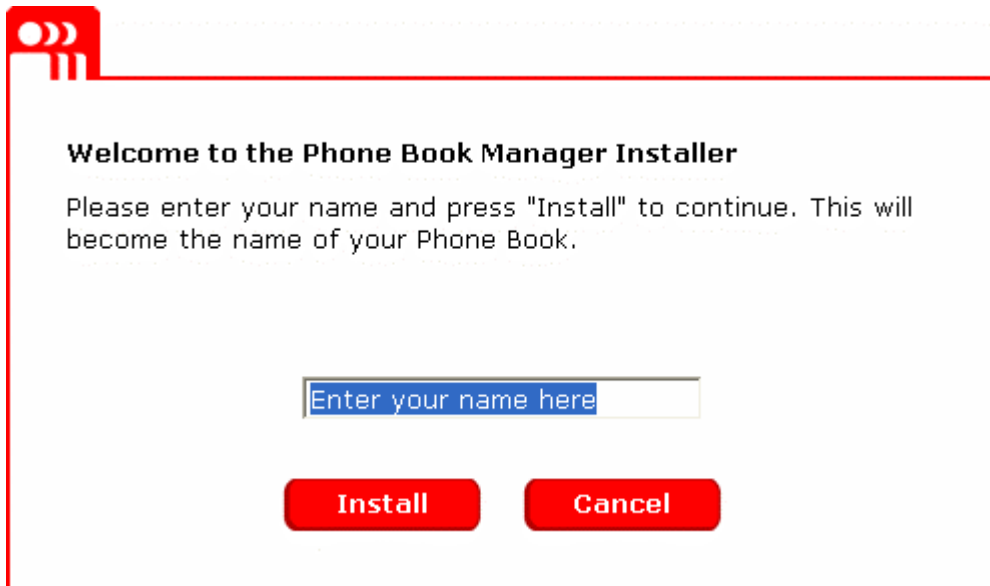 Welcome to the Phone Book Manager Installer
Please enter your name and press "Install" to continue. This will
become the name of your Phone Book.
Enter your name here
Install
Cancel